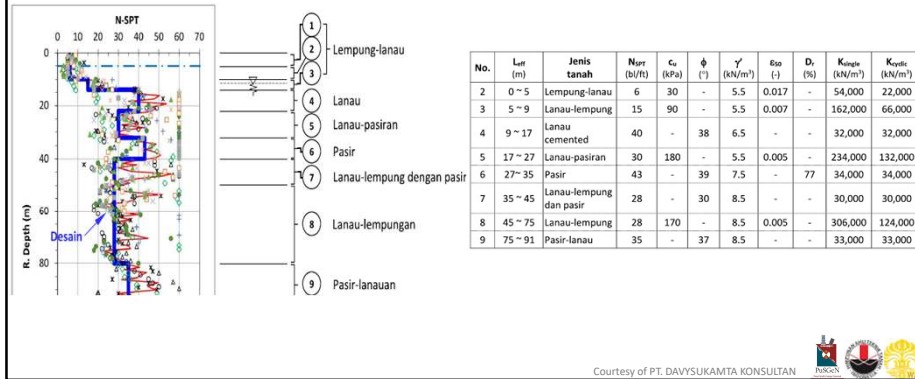 N-SPT
0 10 20 30 40 50 60 70
0
20
40
60
80
R. Depth (m)
Desain
1
2
Lempung-lanau
3
4 Lanau
5 Lanau-pasiran
6 Pasir
7 Lanau-lempung dengan pasir
8 Lanau-lempungan
9 Pasir-lanauan
No. Leff (m) Jenis tanah NSPT (bl/ft) cu (kPa) ϕ (°) γ' (kN/m³) ε50 (-) Dr (%) Ksingle (kN/m³) Kcyclic (kN/m³)
2 0 ~ 5 Lempung-lanau 6 30 - 5.5 0.017 - 54,000 22,000
3 5 ~ 9 Lanau-lempung 15 90 - 5.5 0.007 - 162,000 66,000
4 9 ~ 17 Lanau cemented 40 - 38 6.5 - - 32,000 32,000
5 17 ~ 27 Lanau-pasiran 30 180 - 5.5 0.005 - 234,000 132,000
6 27~ 35 Pasir 43 - 39 7.5 - 77 34,000 34,000
7 35 ~ 45 Lanau-lempung dan pasir 28 - 30 8.5 - - 30,000 30,000
8 45 ~ 75 Lanau-lempung 28 170 - 8.5 0.005 - 306,000 124,000
9 75 ~ 91 Pasir-lanau 35 - 37 8.5 - - 33,000 33,000
Courtesy of PT. DAVYSUKAMTA KONSULTAN
PuSGeN